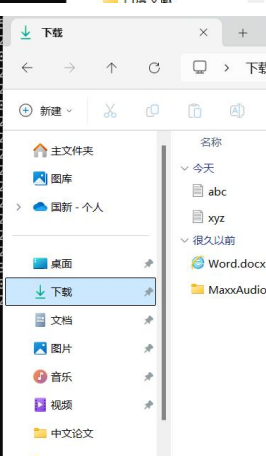 下载
下载
新建
名称
主文件夹
今天
图库
abc
国新 - 个人
xyz
很久以前
桌面
Word.docx
下载
MaxxAudio
文档
图片
音乐
视频
中文论文